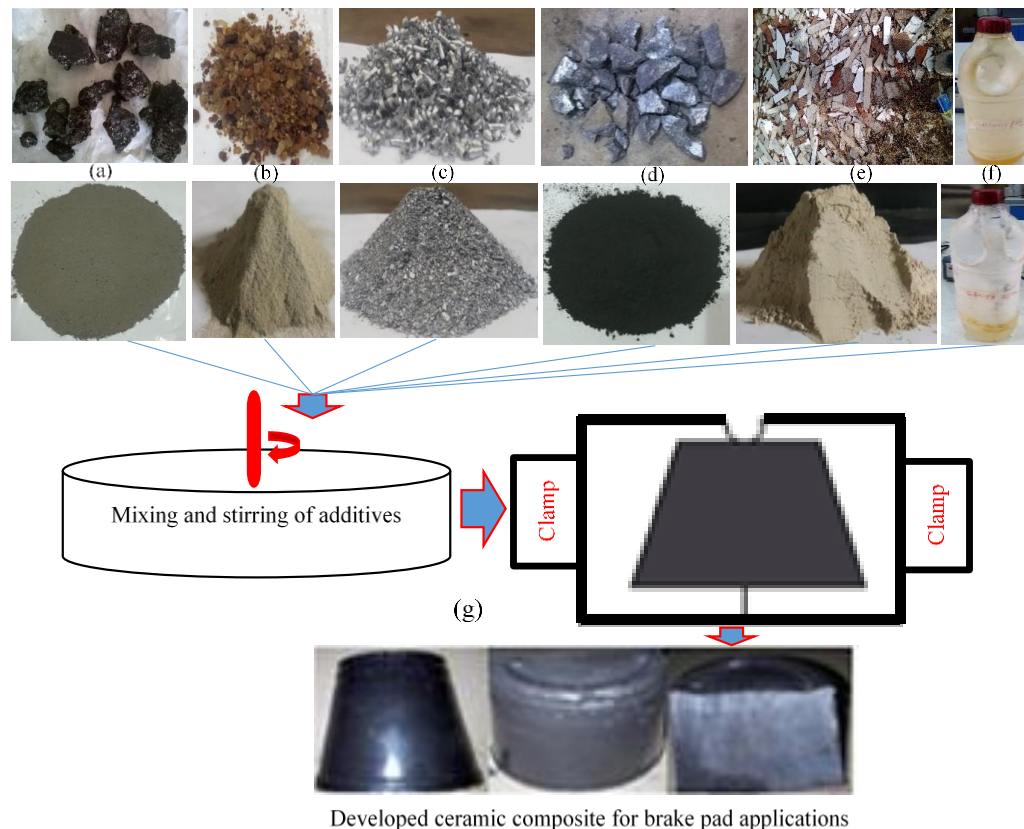 (a)
(b)
(c)
(d)
(e)
(f)
Mixing and stirring of additives
Clamp
Clamp
(g)
Developed ceramic composite for brake pad applications